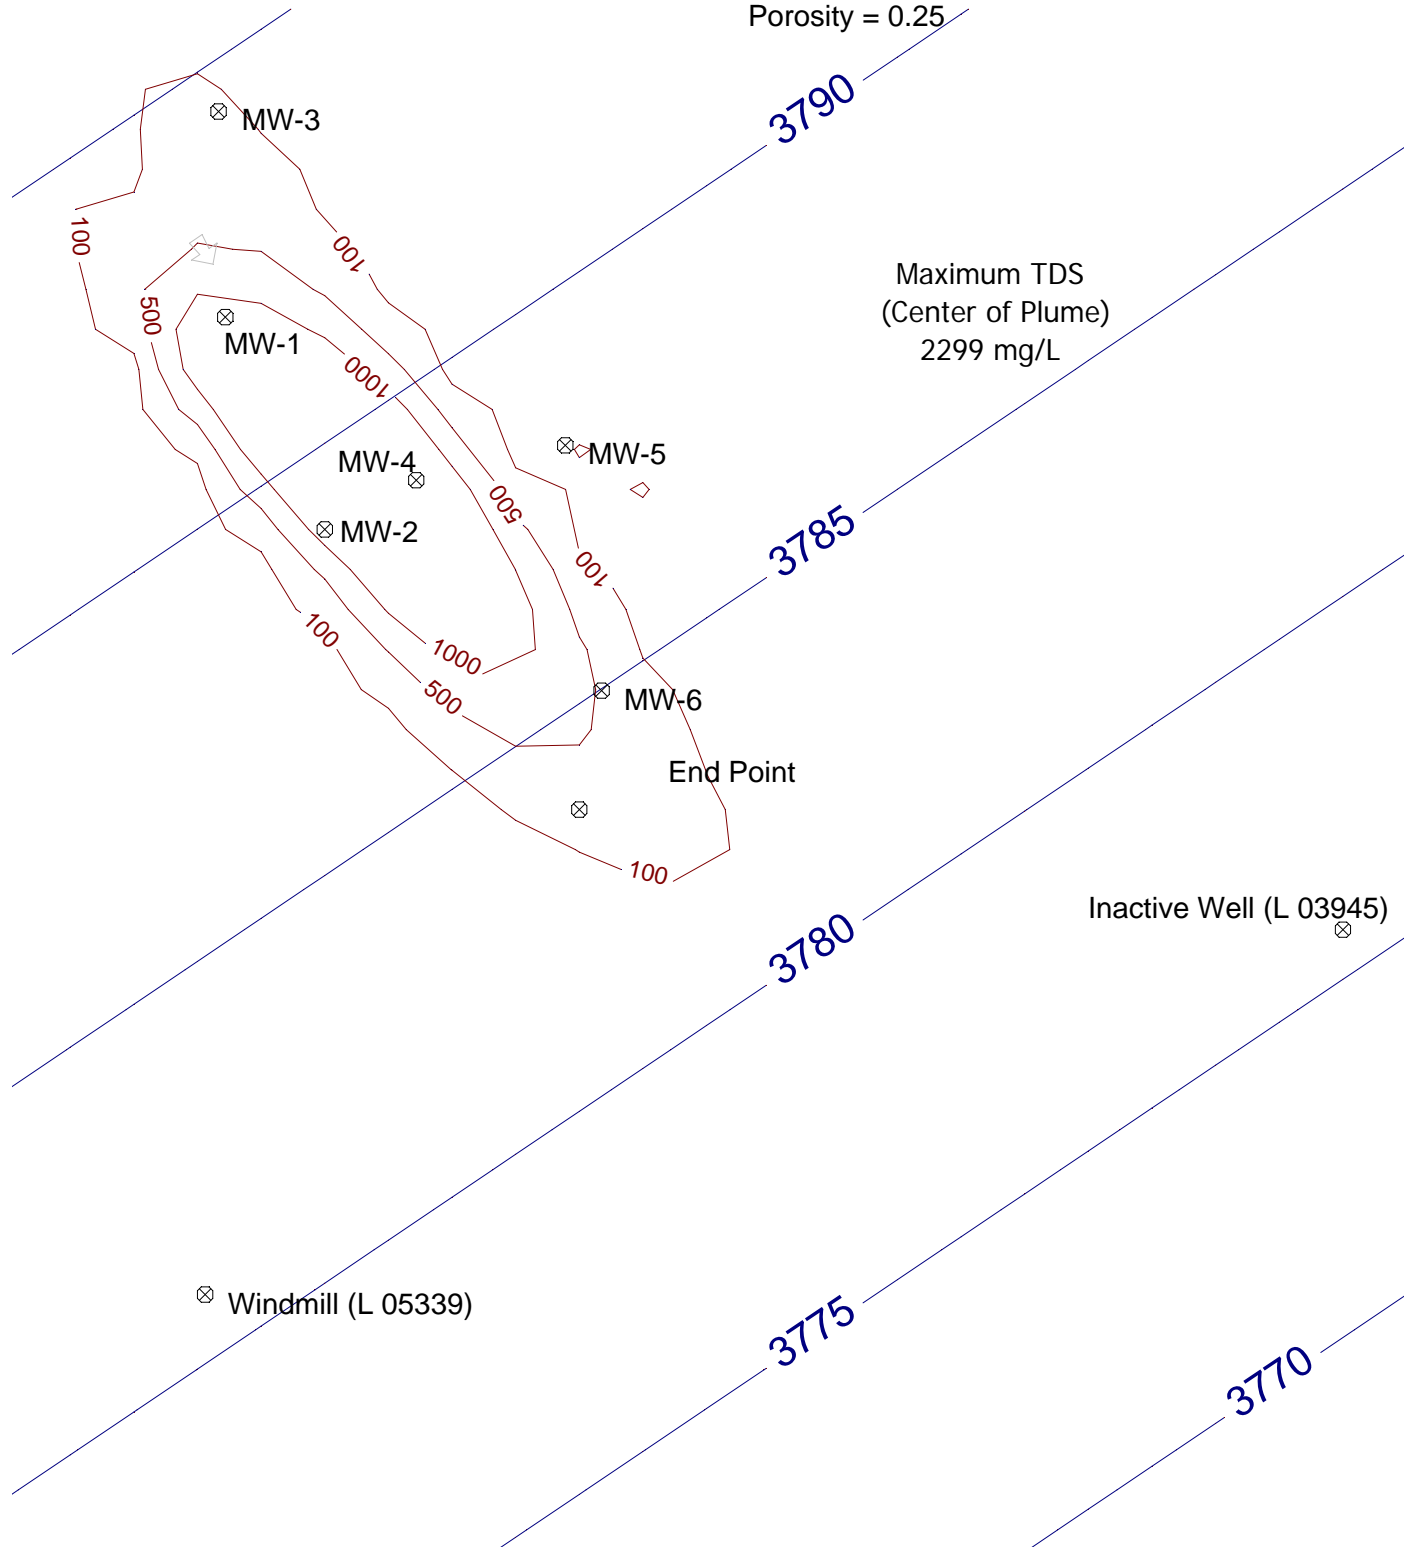 Porosity = 0.25
3790
MW-3
100
100
Maximum TDS
(Center of Plume)
2299 mg/L
500
MW-1
1000
MW-5
MW-4
500
3785
MW-2
100
100
1000
500
MW-6
End Point
100
Inactive Well (L 03945)
3780
Windmill (L 05339)
3775
3770